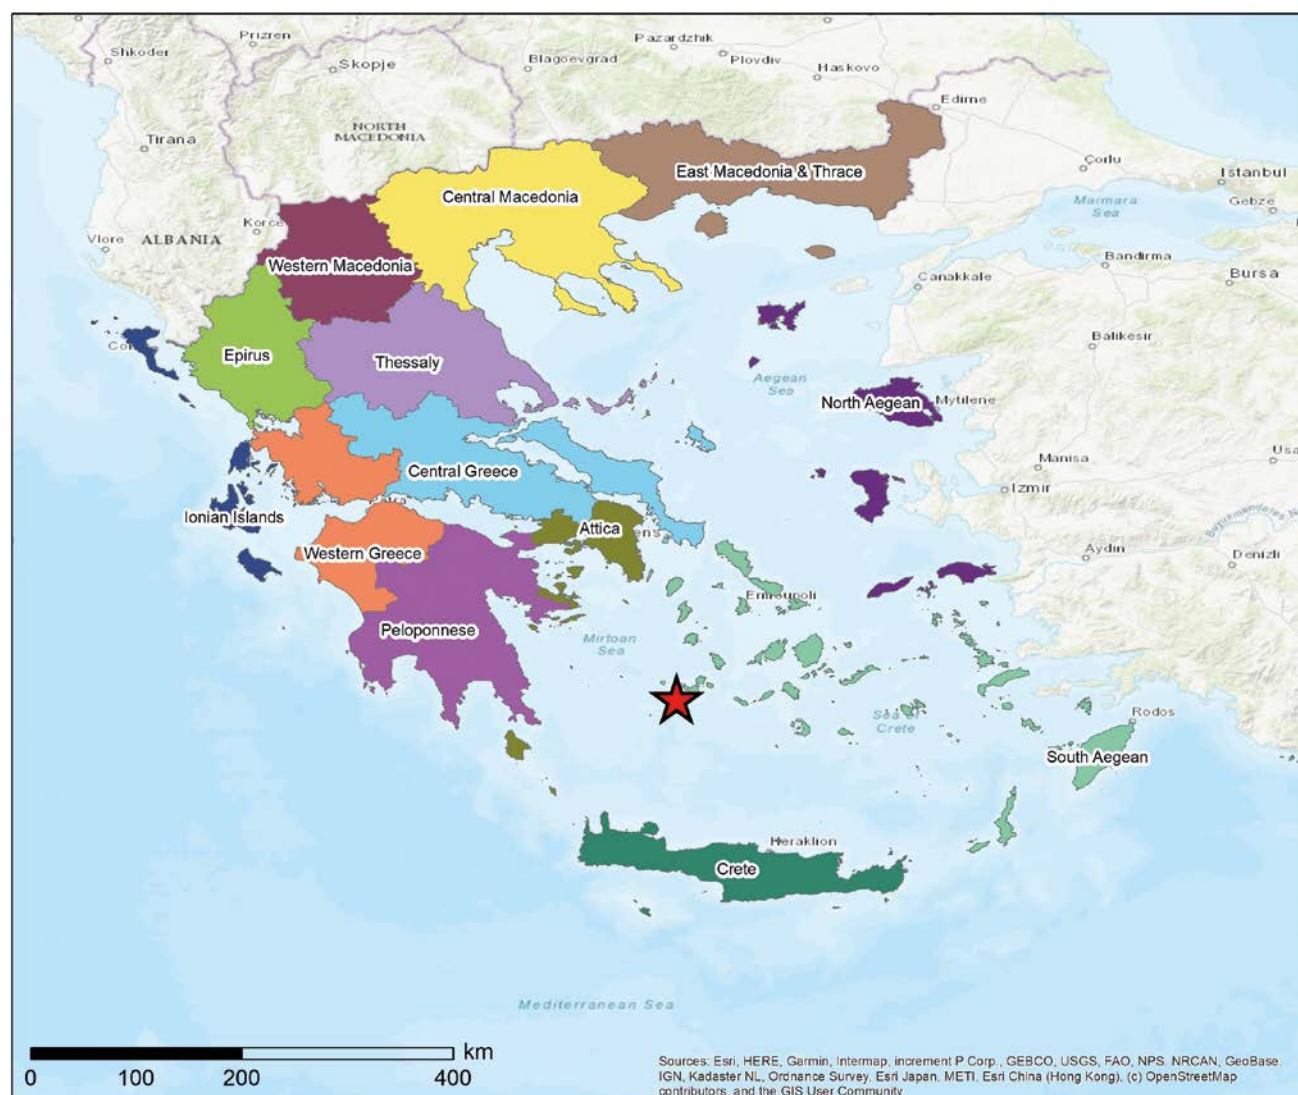 Prizren
Pazardzhik
Shkoder
Skopje
Blagoevgrad
Plovdiv
Haskovo
Edirne
NORTH
MACEDONIA
Tirana
Çorlu
Istanbul
East Macedonia & Thrace
Central Macedonia
Marmara
Sea
Gebze
Korce
Vlore
ALBANIA
Western Macedonia
Bandirma
Canakkale
Bursa
Balikesir
Epirus
Thessaly
Aegean
Sea
North Aegean
Mytilene
Manisa
Central Greece
Izmir
Ionian Islands
Attica
Western Greece
Aydin
Denizli
Ermoupoli
Peloponnese
Mirtoan
Sea
Sea of
Crete
Rodos
South Aegean
Heraklion
Crete
Mediterranean Sea
km
0 100 200 400
Sources: Esri, HERE, Garmin, Intermap, increment P Corp., GEBCO, USGS, FAO, NPS, NRCAN, GeoBase,
IGN, Kadaster NL, Ordnance Survey, Esri Japan, METI, Esri China (Hong Kong), (c) OpenStreetMap
contributors, and the GIS User Community